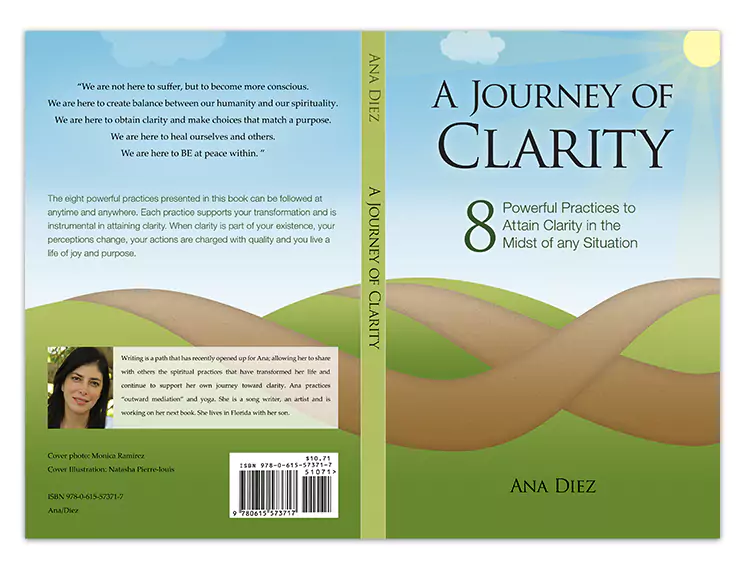 “We are not here to suffer, but to become more conscious.
We are here to create balance between our humanity and our spirituality.
We are here to obtain clarity and make choices that match a purpose.
We are here to heal ourselves and others.
We are here to BE at peace within. ”
The eight powerful practices presented in this book can be followed at
anytime and anywhere. Each practice supports your transformation and is
instrumental in attaining clarity. When clarity is part of your existence, your
perceptions change, your actions are charged with quality and you live a
life of joy and purpose.
Writing is a path that has recently opened up for Ana; allowing her to share
with others the spiritual practices that have transformed her life and
continue to support her own journey toward clarity. Ana practices
“outward mediation” and yoga. She is a song writer, an artist and is
working on her next book. She lives in Florida with her son.
Cover photo: Monica Ramirez
Cover Illustration: Natasha Pierre-louis
ISBN 978-0-615-57371-7
Ana/Diez
$10.71
ISBN 978-0-615-57371-7
51071>
9 780615 573717
Ana Diez
A Journey of Clarity
A Journey of
Clarity
8
Powerful Practices to
Attain Clarity in the
Midst of any Situation
Ana Diez